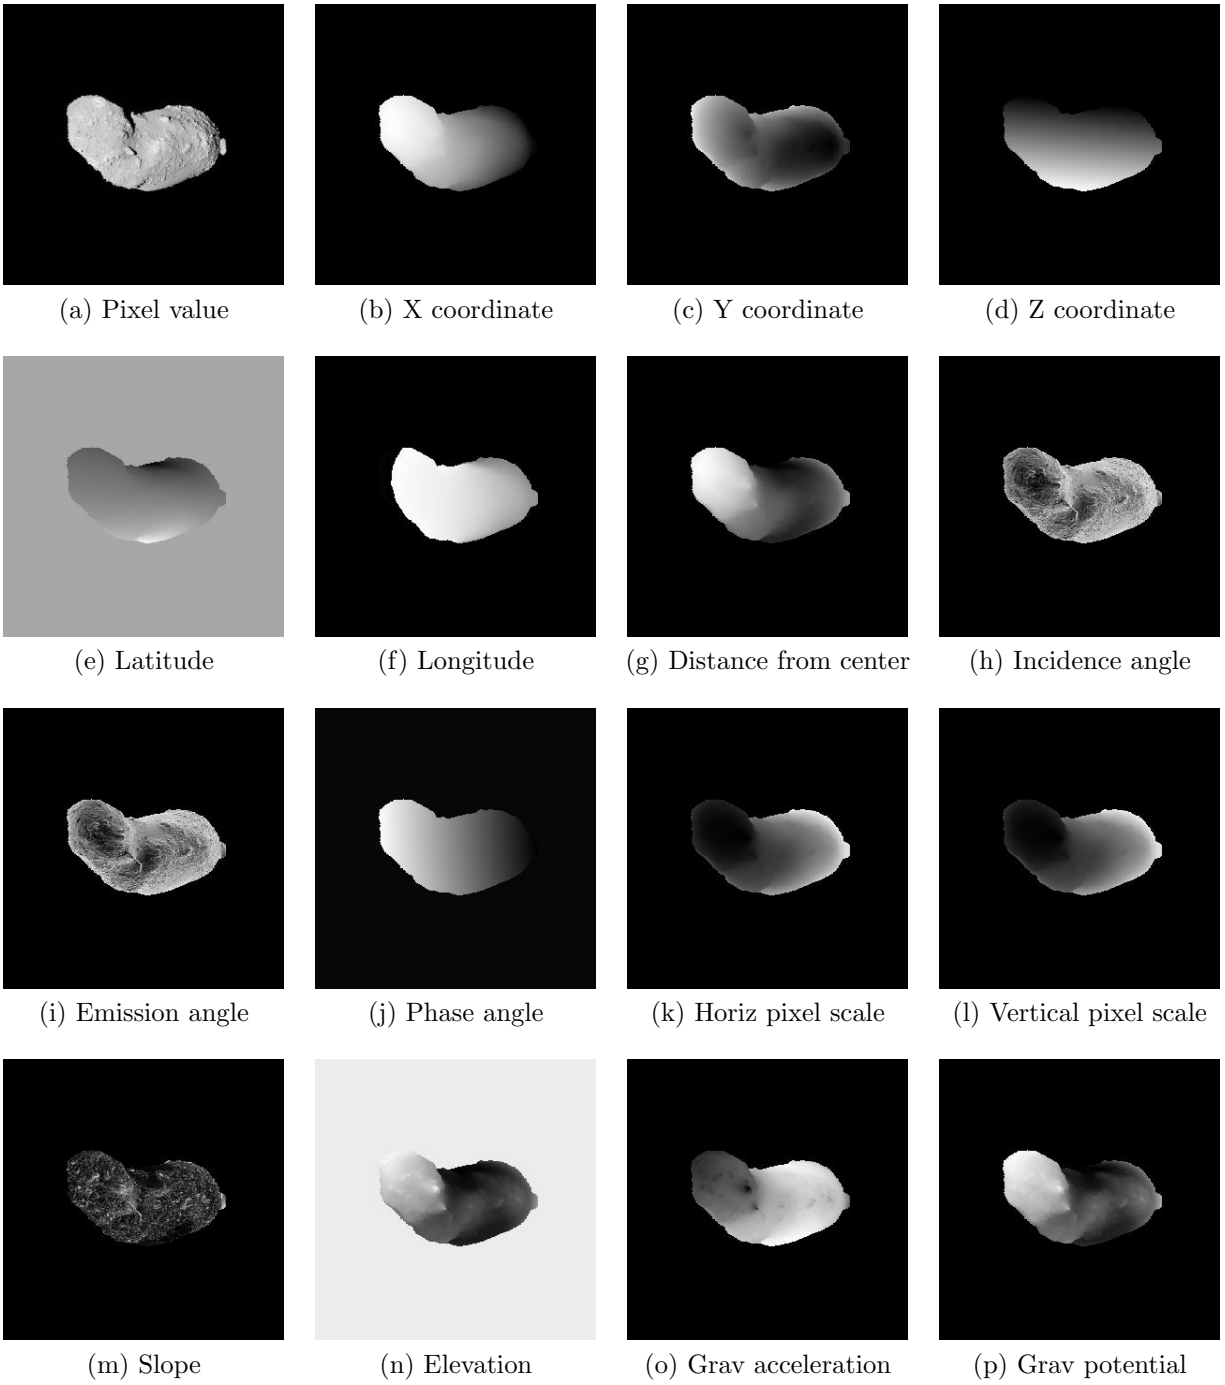 (a) Pixel value
(b) X coordinate
(c) Y coordinate
(d) Z coordinate
(e) Latitude
(f) Longitude
(g) Distance from center
(h) Incidence angle
(i) Emission angle
(j) Phase angle
(k) Horiz pixel scale
(l) Vertical pixel scale
(m) Slope
(n) Elevation
(o) Grav acceleration
(p) Grav potential